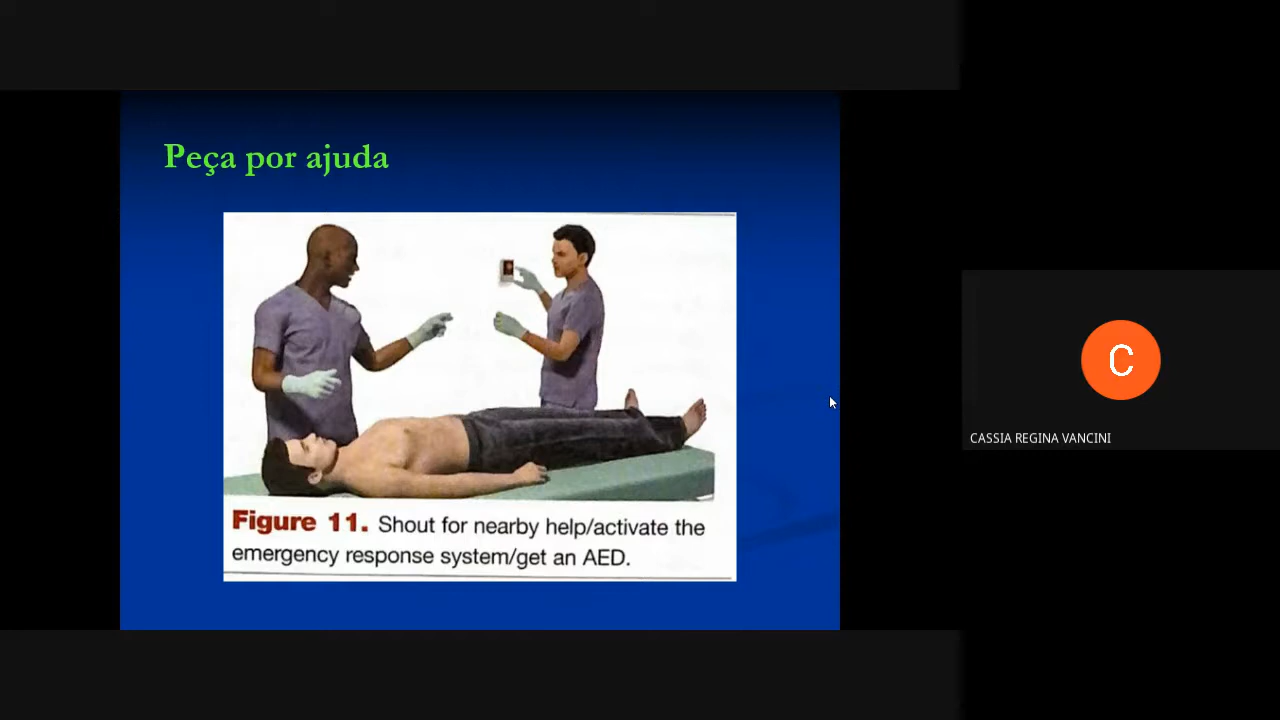 Peça por ajuda
Figure 11. Shout for nearby help/activate the
emergency response system/get an AED.
C
CASSIA REGINA VANCINI